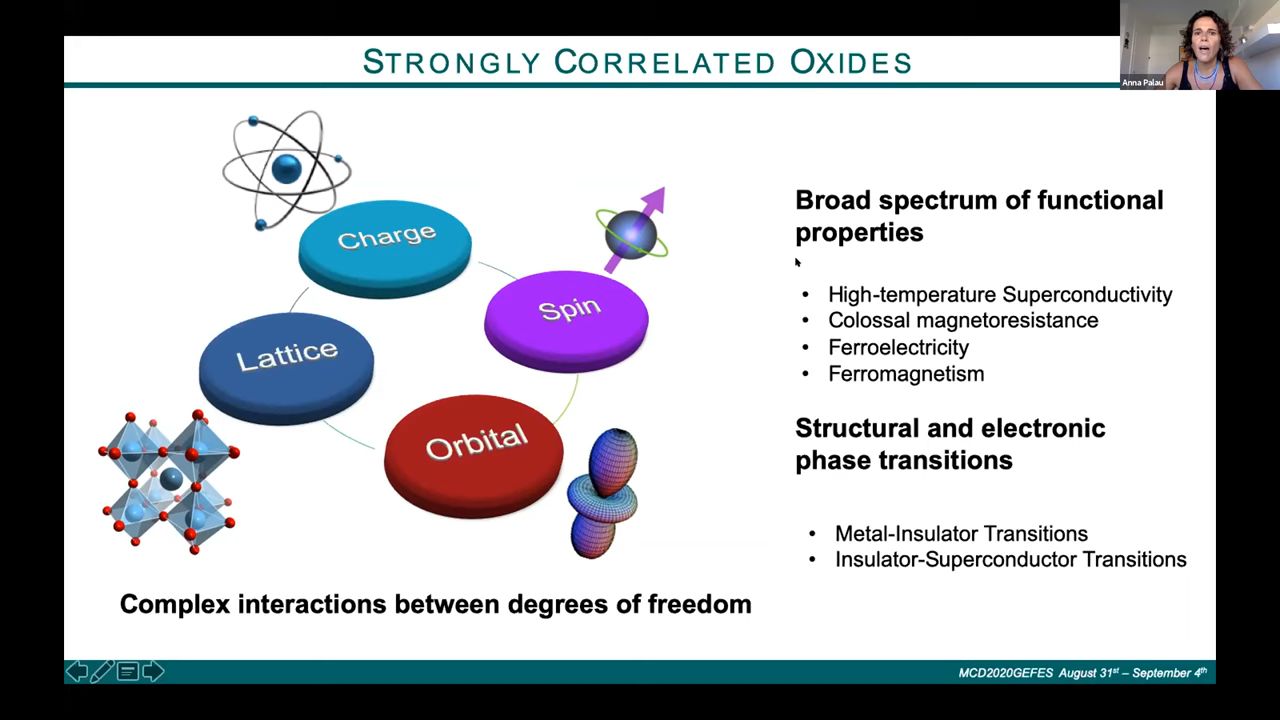 STRONGLY CORRELATED OXIDES
Anna Palau
Charge
Spin
Lattice
Orbital
Complex interactions between degrees of freedom
Broad spectrum of functional
properties
• High-temperature Superconductivity
• Colossal magnetoresistance
• Ferroelectricity
• Ferromagnetism
Structural and electronic
phase transitions
• Metal-Insulator Transitions
• Insulator-Superconductor Transitions
MCD2020GEFES August 31st – September 4th